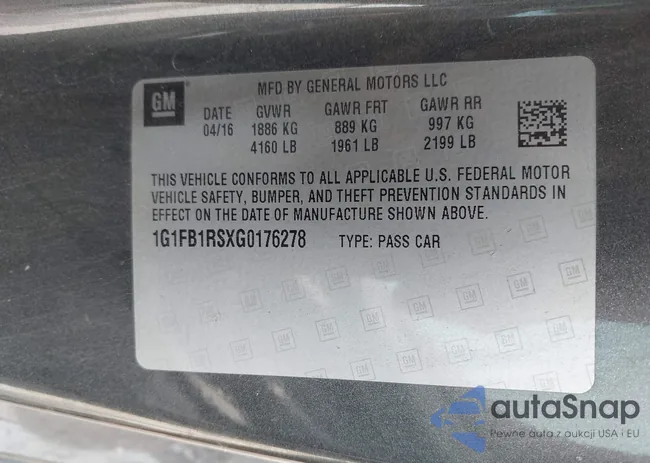 GM
MFD BY GENERAL MOTORS LLC
DATE GVWR GAWR FRT GAWR RR
04/16 1886 KG 889 KG 997 KG
4160 LB 1961 LB 2199 LB
THIS VEHICLE CONFORMS TO ALL APPLICABLE U.S. FEDERAL MOTOR
VEHICLE SAFETY, BUMPER, AND THEFT PREVENTION STANDARDS IN
EFFECT ON THE DATE OF MANUFACTURE SHOWN ABOVE.
1G1FB1RSXG0176278 TYPE: PASS CAR
autaSnap
Pewne auta z aukcji USA i EU